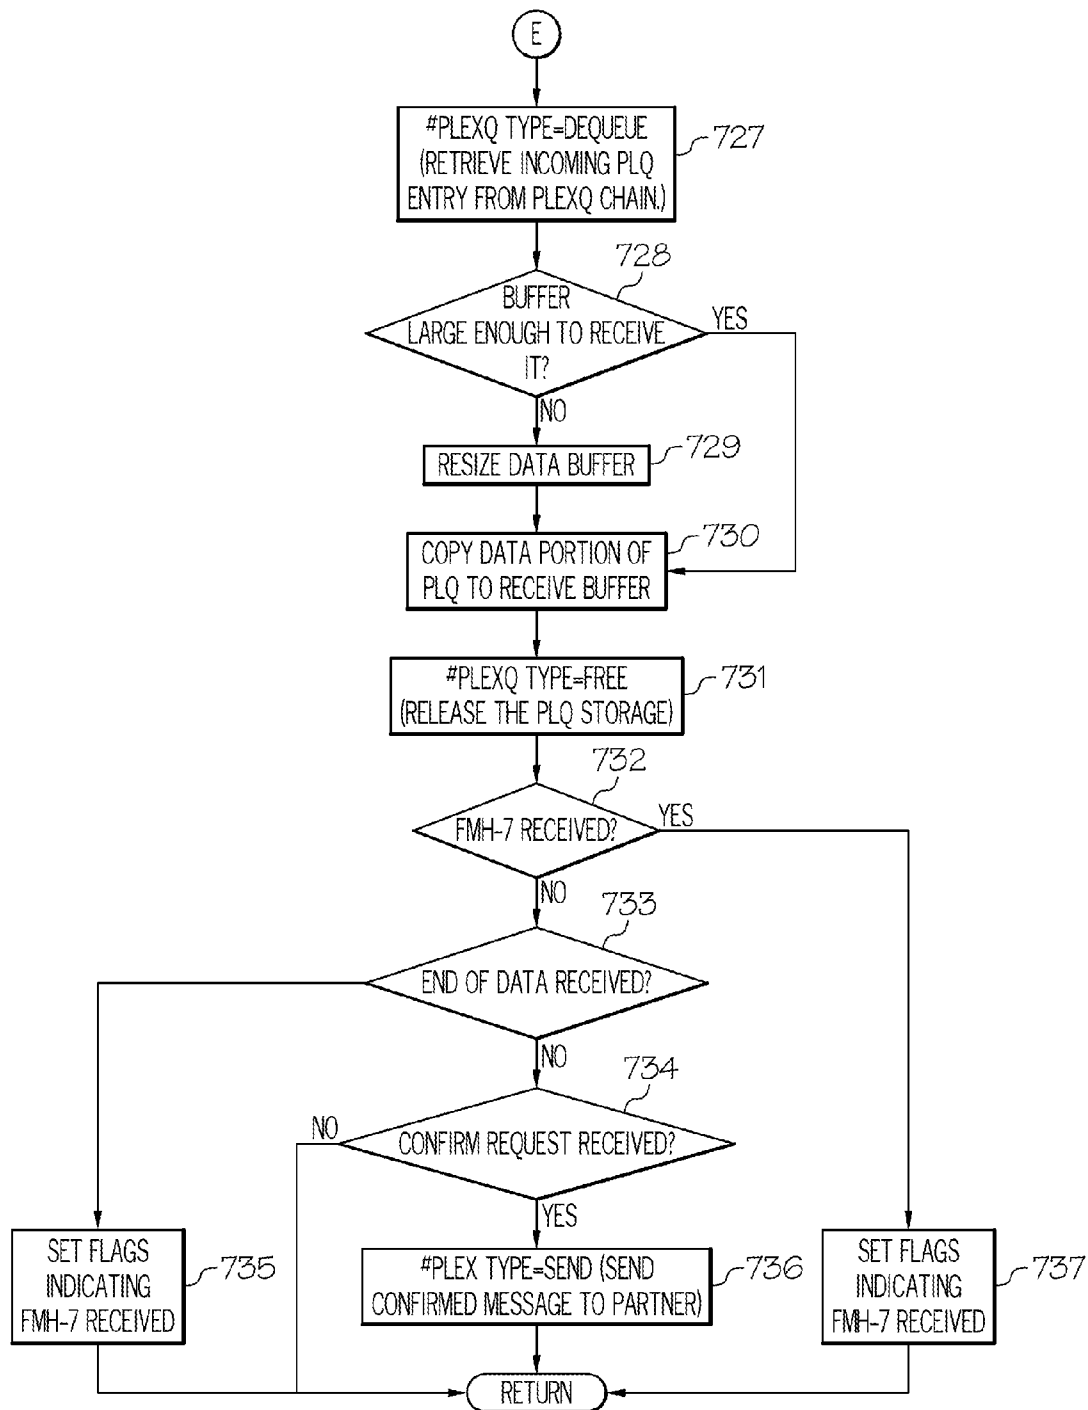 E
#PLEXQ TYPE=DEQUEUE
(RETRIEVE INCOMING PLQ
ENTRY FROM PLEXQ CHAIN.)
727
728
BUFFER
LARGE ENOUGH TO RECEIVE
IT?
YES
NO
RESIZE DATA BUFFER
729
COPY DATA PORTION OF
PLQ TO RECEIVE BUFFER
730
#PLEXQ TYPE=FREE
(RELEASE THE PLQ STORAGE)
731
732
FMH-7 RECEIVED?
YES
NO
733
END OF DATA RECEIVED?
NO
734
NO
CONFIRM REQUEST RECEIVED?
YES
SET FLAGS
INDICATING
FMH-7 RECEIVED
735
#PLEX TYPE=SEND (SEND
CONFIRMED MESSAGE TO PARTNER)
736
SET FLAGS
INDICATING
FMH-7 RECEIVED
737
RETURN